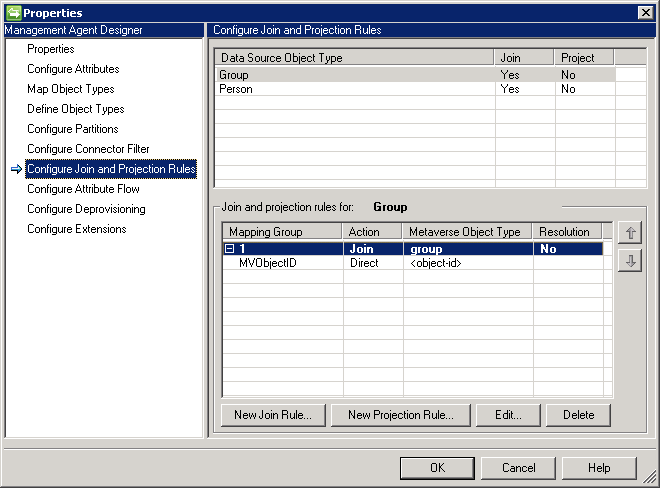 Properties
Management Agent Designer
Properties
Configure Attributes
Map Object Types
Define Object Types
Configure Partitions
Configure Connector Filter
Configure Join and Projection Rules
Configure Attribute Flow
Configure Deprovisioning
Configure Extensions
Configure Join and Projection Rules
Data Source Object Type Join Project
Group Yes No
Person Yes No
Join and projection rules for: Group
Mapping Group Action Metaverse Object Type Resolution
1 Join group No
MVObjectID Direct <object-id>
New Join Rule... New Projection Rule... Edit... Delete
OK Cancel Help